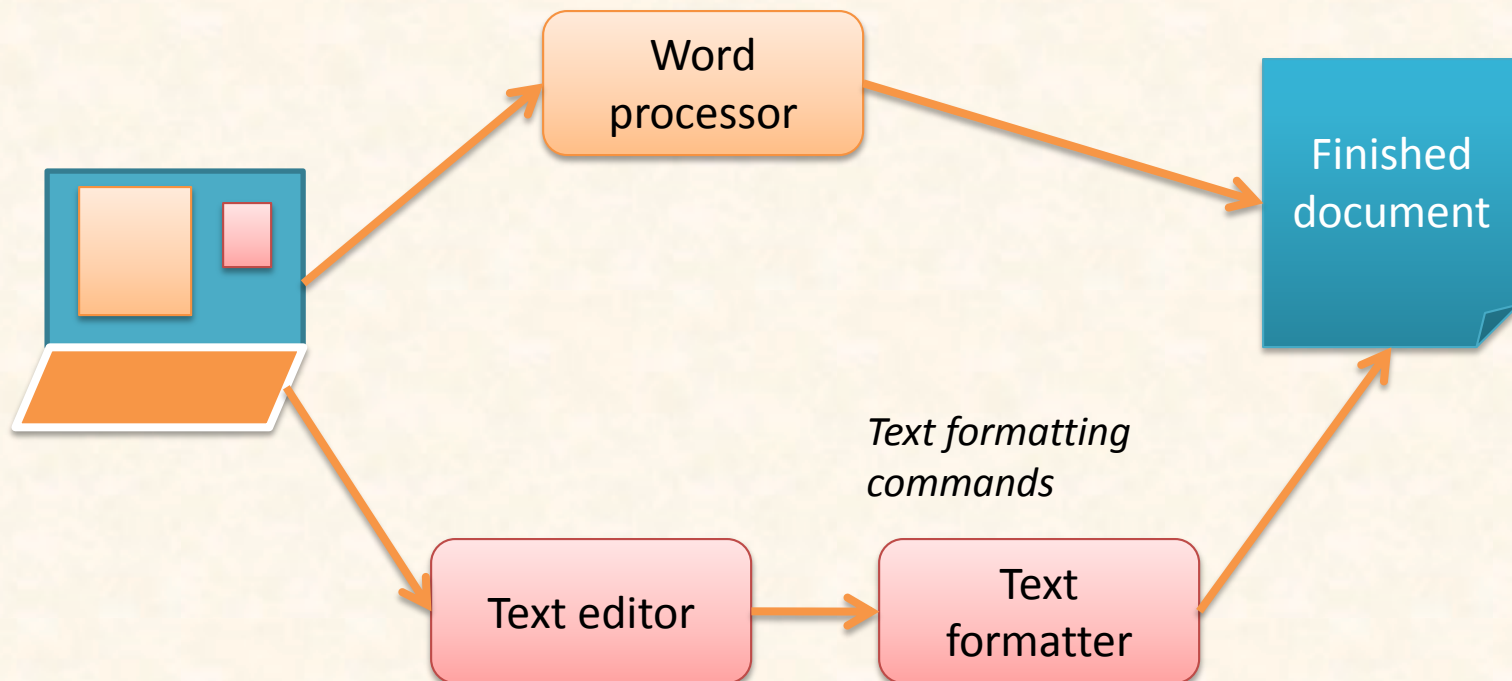 Word
processor
Finished
document
Text formatting
commands
Text editor
Text
formatter